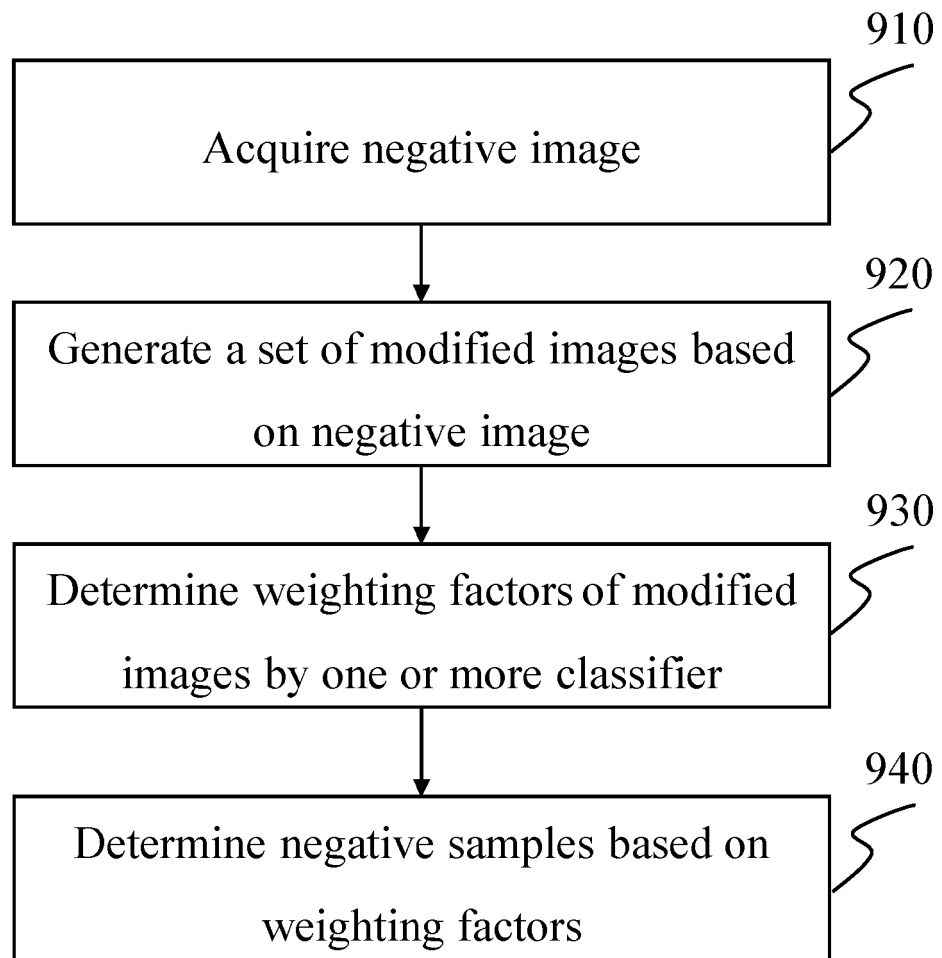 910
Acquire negative image
920
Generate a set of modified images based
on negative image
930
Determine weighting factors of modified
images by one or more classifier
940
Determine negative samples based on
weighting factors